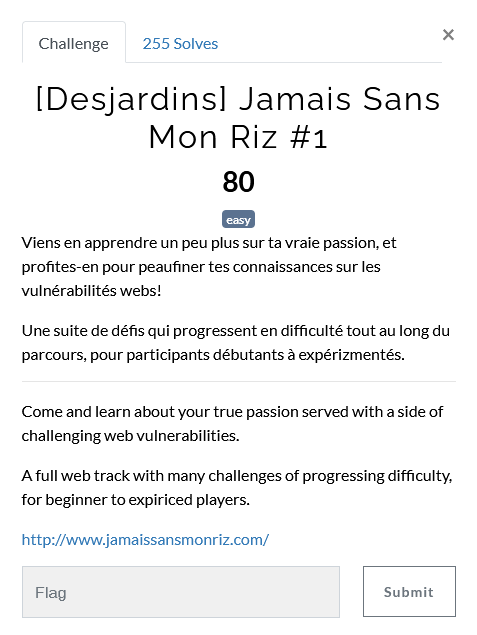 Challenge
255 Solves
×
[Desjardins] Jamais Sans
Mon Riz #1
80
easy
Viens en apprendre un peu plus sur ta vraie passion, et
profites-en pour peaufiner tes connaissances sur les
vulnérabilités webs!
Une suite de défis qui progressent en difficulté tout au long du
parcours, pour participants débutants à expérizmentés.
Come and learn about your true passion served with a side of
challenging web vulnerabilities.
A full web track with many challenges of progressing difficulty,
for beginner to expiriced players.
http://www.jamaissansmonriz.com/
Flag
Submit